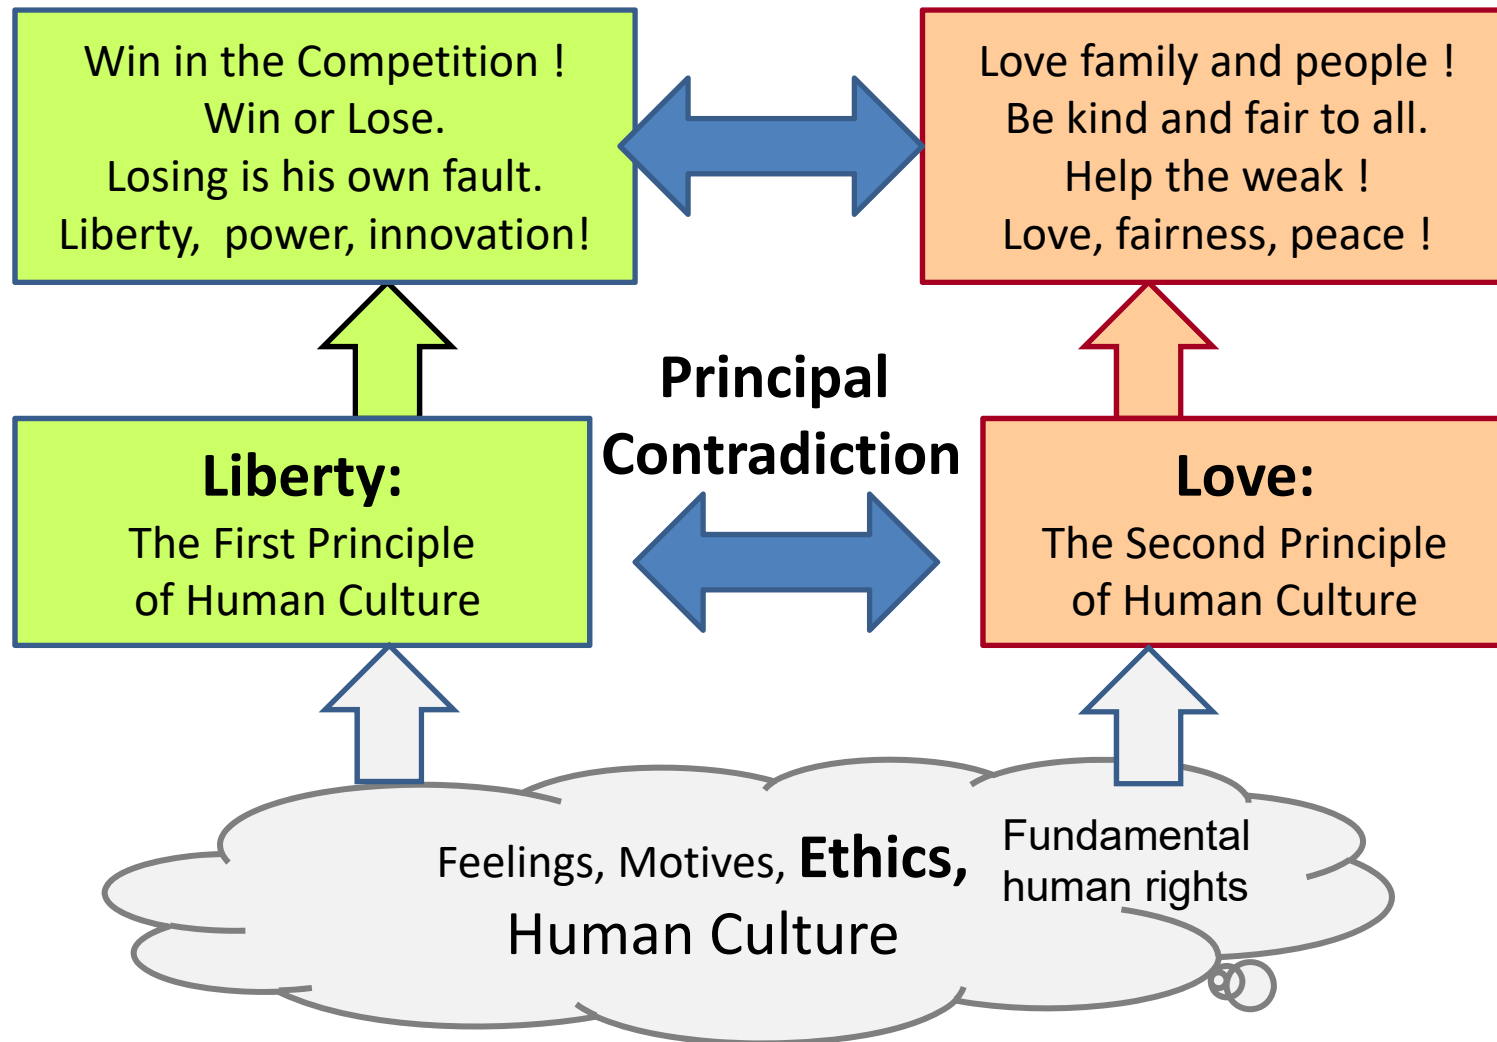 Win in the Competition !
Win or Lose.
Losing is his own fault.
Liberty,  power, innovation!
Love family and people !
Be kind and fair to all.
Help the weak !
Love, fairness, peace !
Principal
Contradiction
Liberty:
The First Principle
of Human Culture
Love:
The Second Principle
of Human Culture
Feelings, Motives, Ethics,
Human Culture
Fundamental
human rights